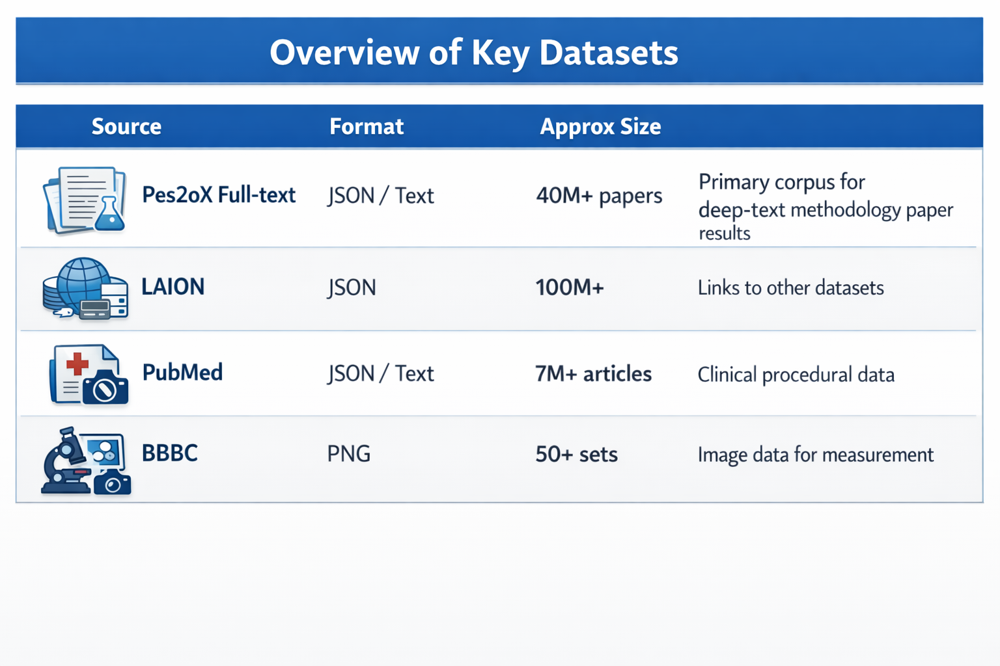 Overview of Key Datasets
Source Format Approx Size
Pes2oX Full-text JSON / Text 40M+ papers Primary corpus for
deep-text methodology paper
results
LAION JSON 100M+ Links to other datasets
PubMed JSON / Text 7M+ articles Clinical procedural data
BBBC PNG 50+ sets Image data for measurement